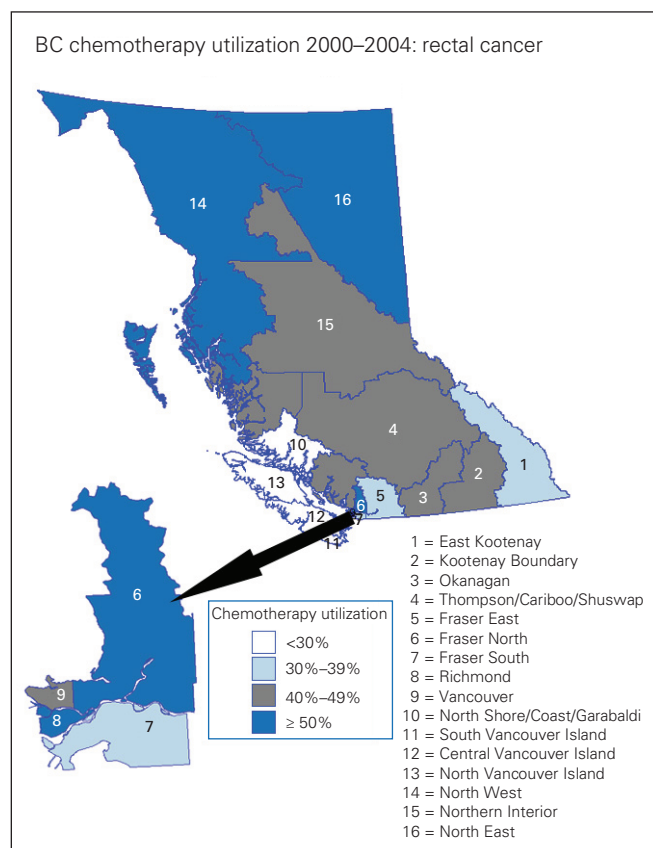 BC chemotherapy utilization 2000–2004: rectal cancer
14
16
15
10
4
13
1
2
5
3
6
12
7
11
6
9
8
7
Chemotherapy utilization
<30%
30%–39%
40%–49%
≥ 50%
1 = East Kootenay
2 = Kootenay Boundary
3 = Okanagan
4 = Thompson/Cariboo/Shuswap
5 = Fraser East
6 = Fraser North
7 = Fraser South
8 = Richmond
9 = Vancouver
10 = North Shore/Coast/Garabaldi
11 = South Vancouver Island
12 = Central Vancouver Island
13 = North Vancouver Island
14 = North West
15 = Northern Interior
16 = North East